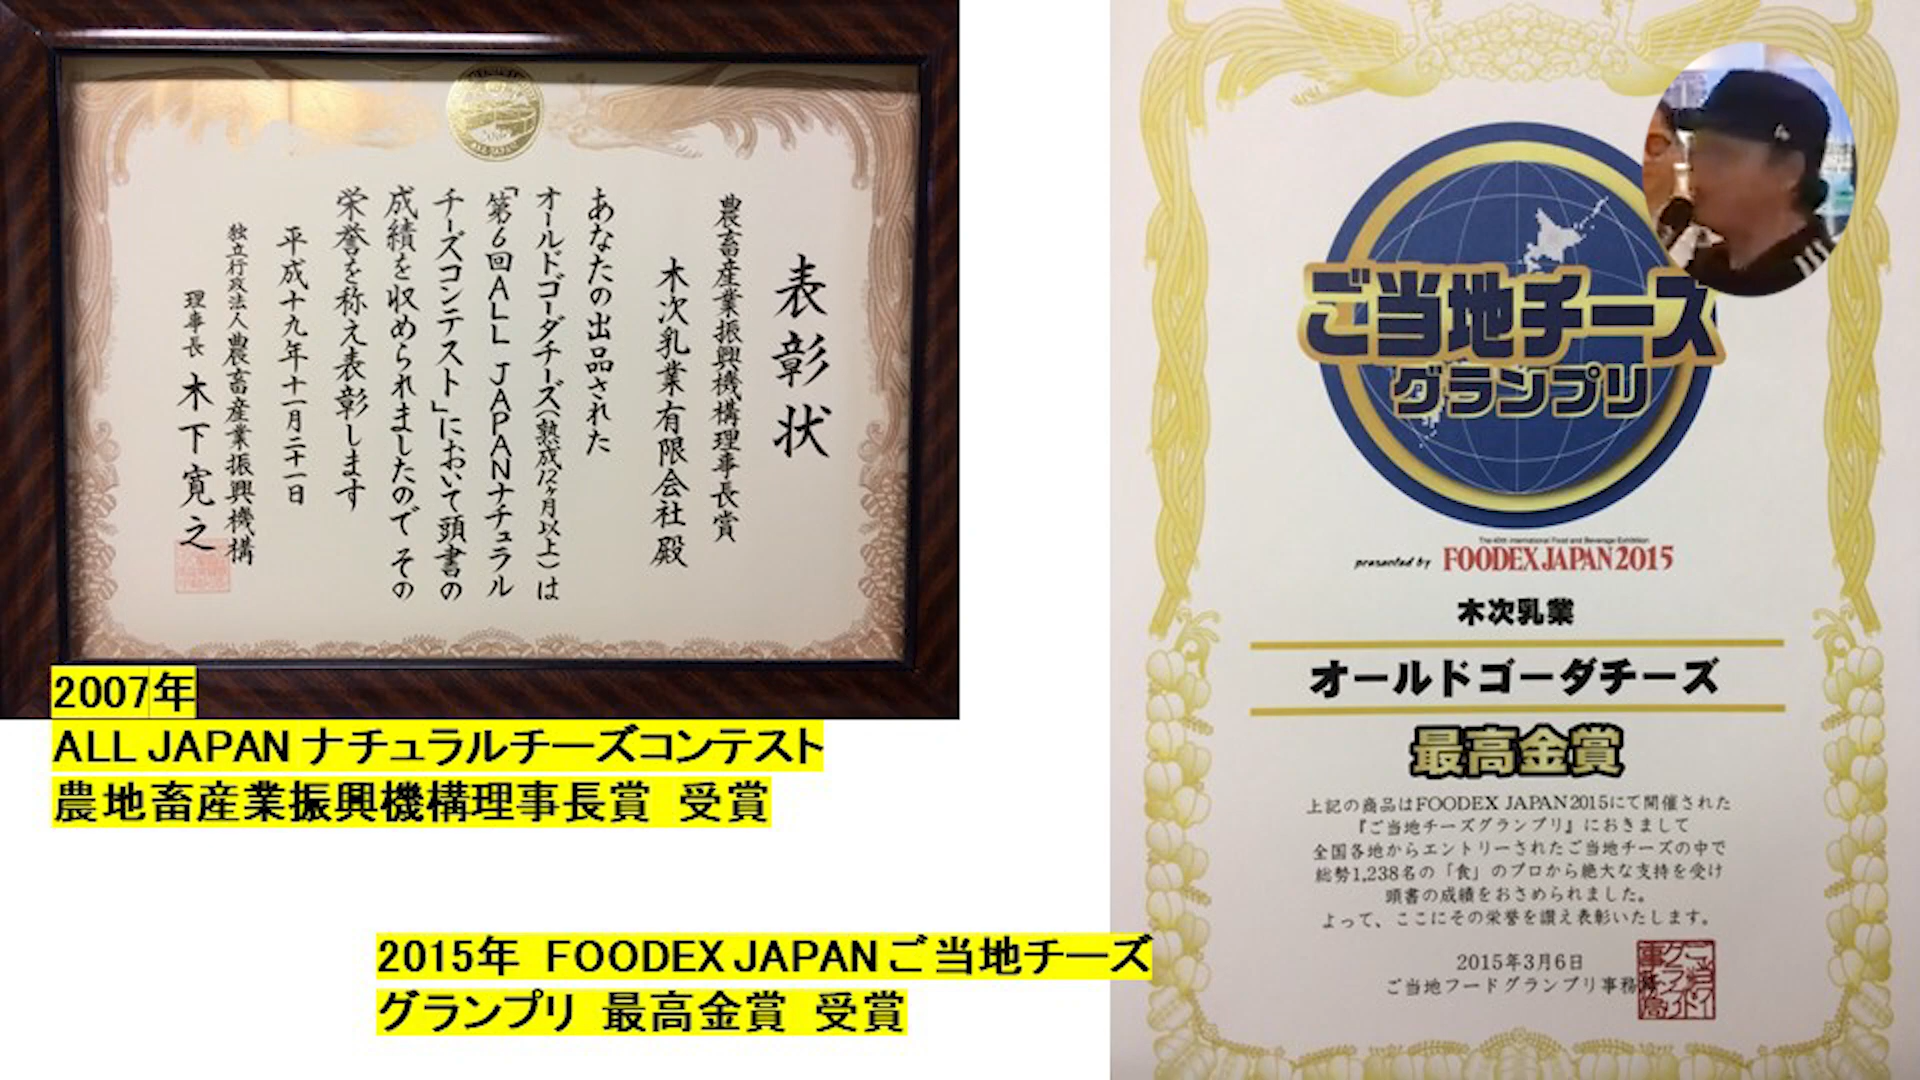 表彰状
農畜産業振興機構理事長賞
木次乳業有限会社 殿
あなたの出品された
オールドゴーダチーズ(熟成12ヶ月以上)は
「第6回ALL JAPANナチュラル
チーズコンテスト」において頭書の
成績を収められましたので その
栄誉を称え表彰します
平成十九年十一月二十一日
独立行政法人農畜産業振興機構
理事長 木下寛之
2007年
ALL JAPAN ナチュラルチーズコンテスト
農地畜産業振興機構理事長賞 受賞
2015年 FOODEX JAPAN ご当地チーズ
グランプリ 最高金賞 受賞
ご当地チーズ
グランプリ
The 40th International Food and Beverage Exhibition
presented by FOODEX JAPAN 2015
木次乳業
オールドゴーダチーズ
最高金賞
上記の商品はFOODEX JAPAN2015にて開催された
『ご当地チーズグランプリ』におきまして
全国各地からエントリーされたご当地チーズの中で
総勢1,238名の「食」のプロから絶大な支持を受け
頭書の成績をおさめられました。
よって、ここにその栄誉を讃え表彰いたします。
2015年3月6日
ご当地フードグランプリ事務局